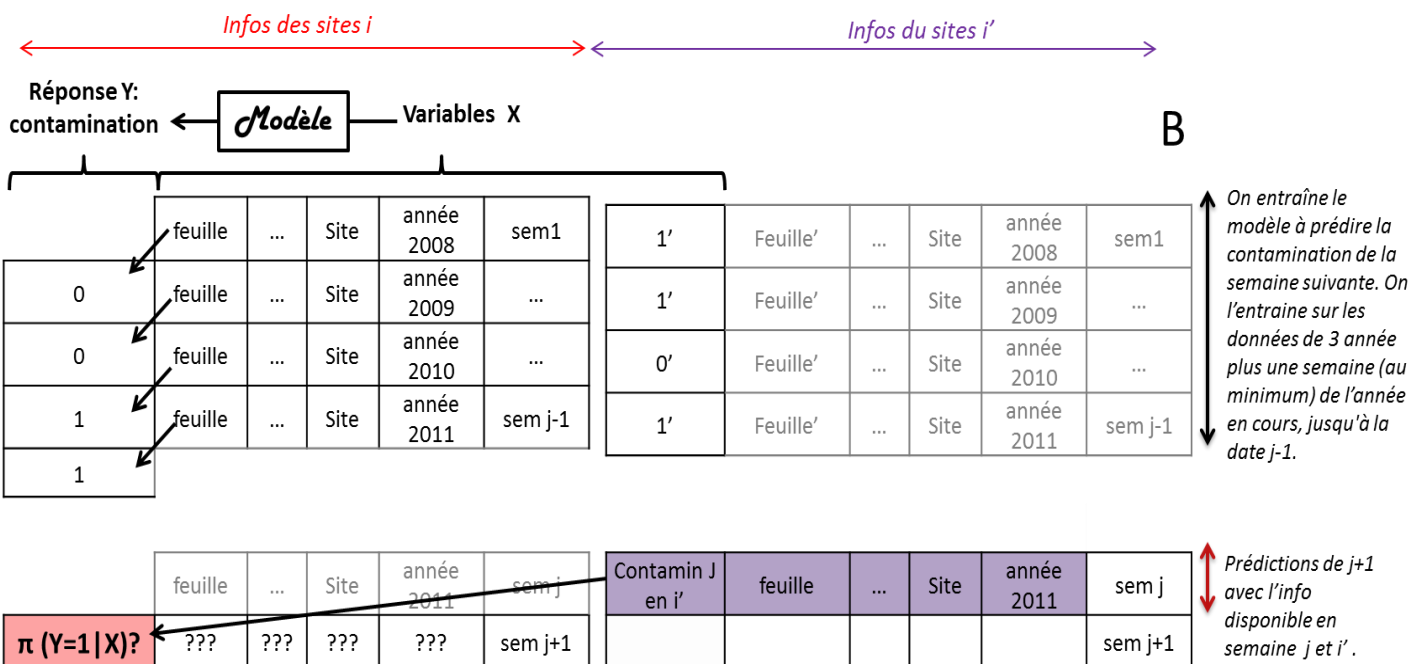 Infos des sites i
Infos du sites i’
Réponse Y:
contamination
Modèle
Variables X
B
feuille ... Site année 2008 sem1
0 feuille ... Site année 2009 ...
0 feuille ... Site année 2010 ...
1 feuille ... Site année 2011 sem j-1
1
1’ Feuille’ ... Site année 2008 sem1
1’ Feuille’ ... Site année 2009 ...
0’ Feuille’ ... Site année 2010 ...
1’ Feuille’ ... Site année 2011 sem j-1
On entraîne le
modèle à prédire la
contamination de la
semaine suivante. On
l’entraine sur les
données de 3 année
plus une semaine (au
minimum) de l’année
en cours, jusqu'à la
date j-1.
feuille ... Site année 2011 sem j
π (Y=1|X)? ??? ??? ??? ??? sem j+1
Contamin J en i’ feuille ... Site année 2011 sem j
sem j+1
Prédictions de j+1
avec l’info
disponible en
semaine j et i’ .